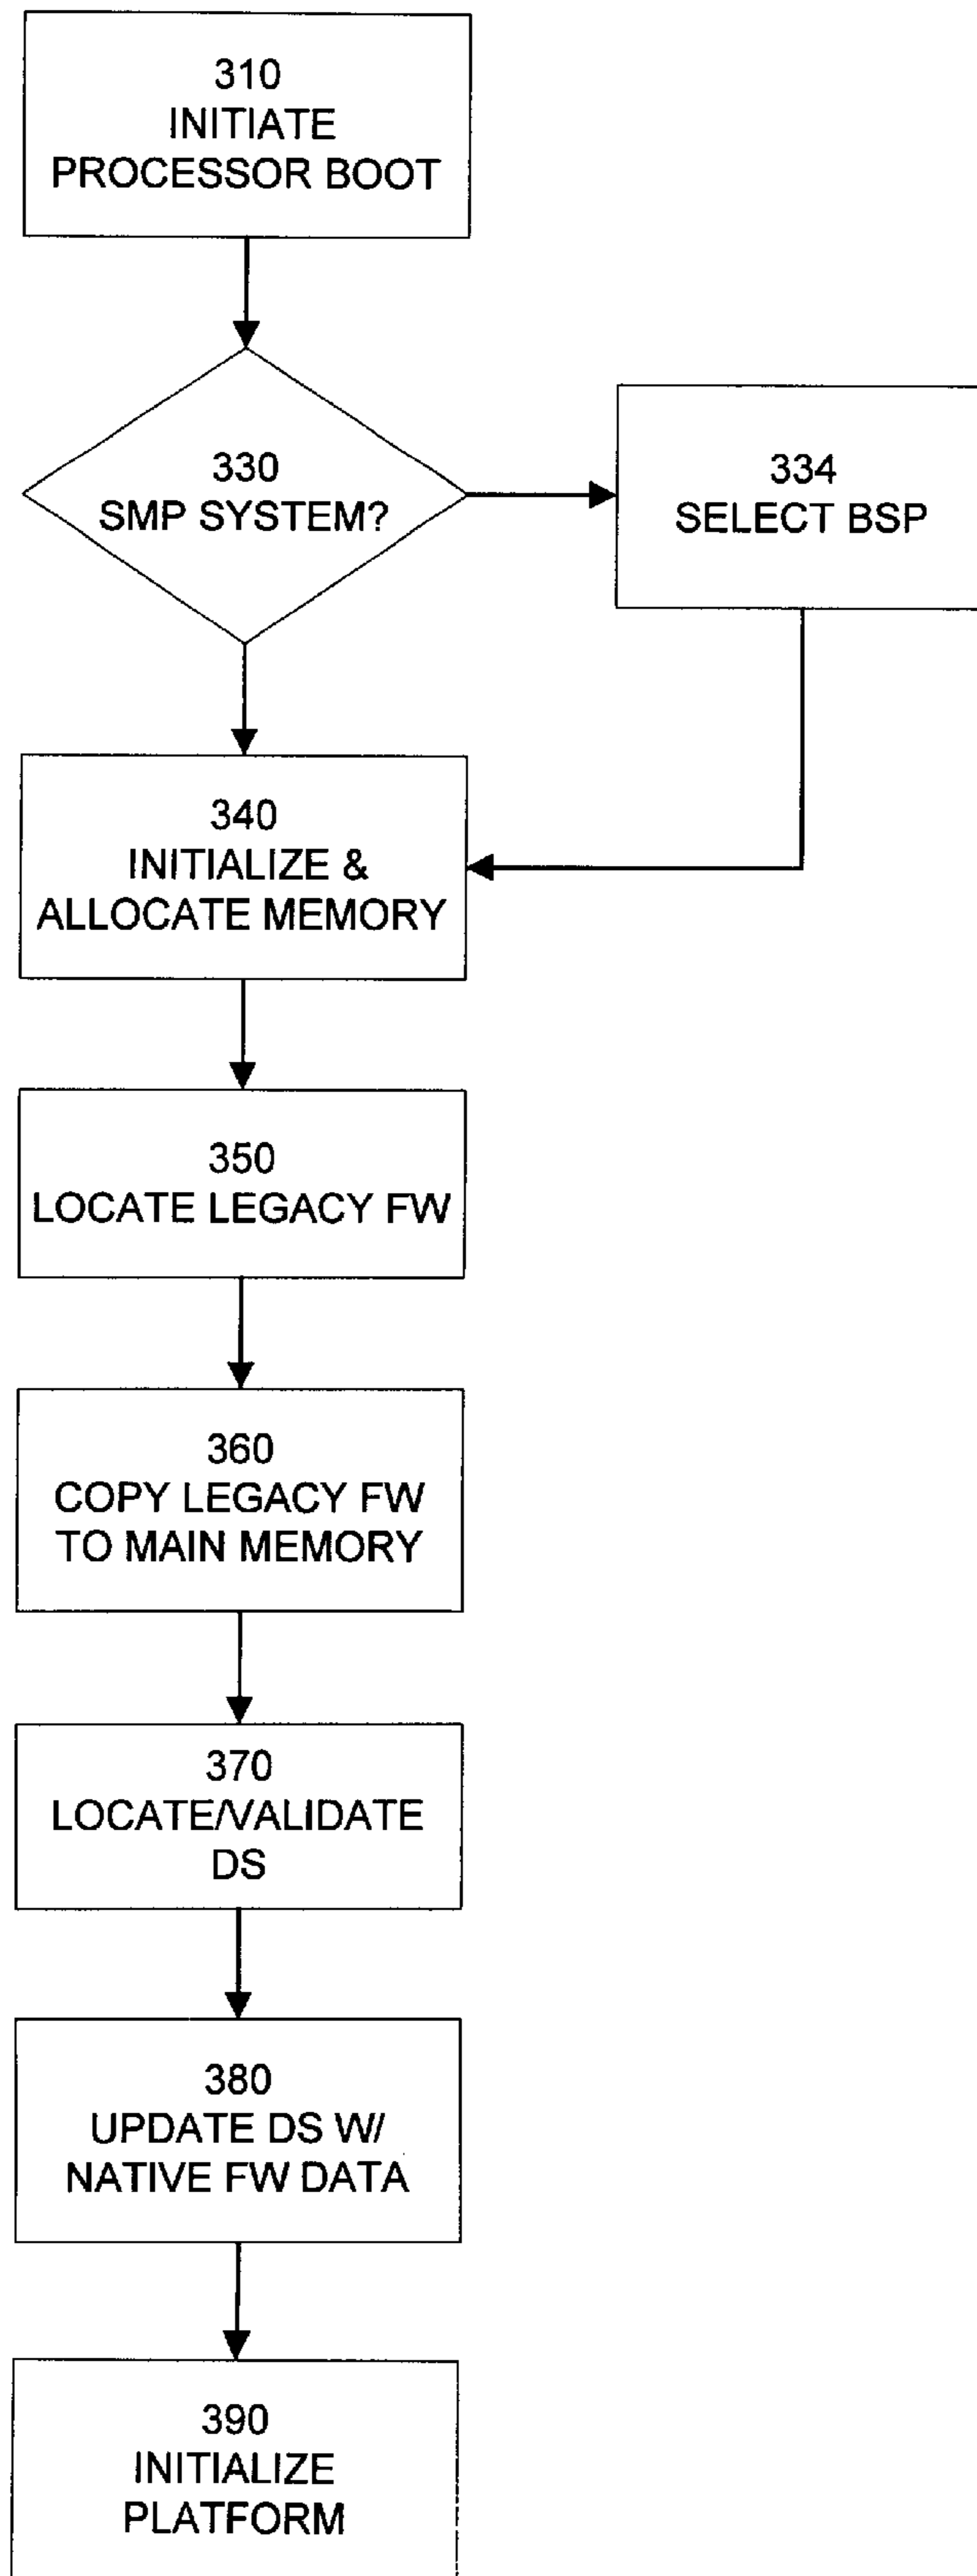 310
INITIATE
PROCESSOR BOOT
330
SMP SYSTEM?
334
SELECT BSP
340
INITIALIZE &
ALLOCATE MEMORY
350
LOCATE LEGACY FW
360
COPY LEGACY FW
TO MAIN MEMORY
370
LOCATE/VALIDATE
DS
380
UPDATE DS W/
NATIVE FW DATA
390
INITIALIZE
PLATFORM